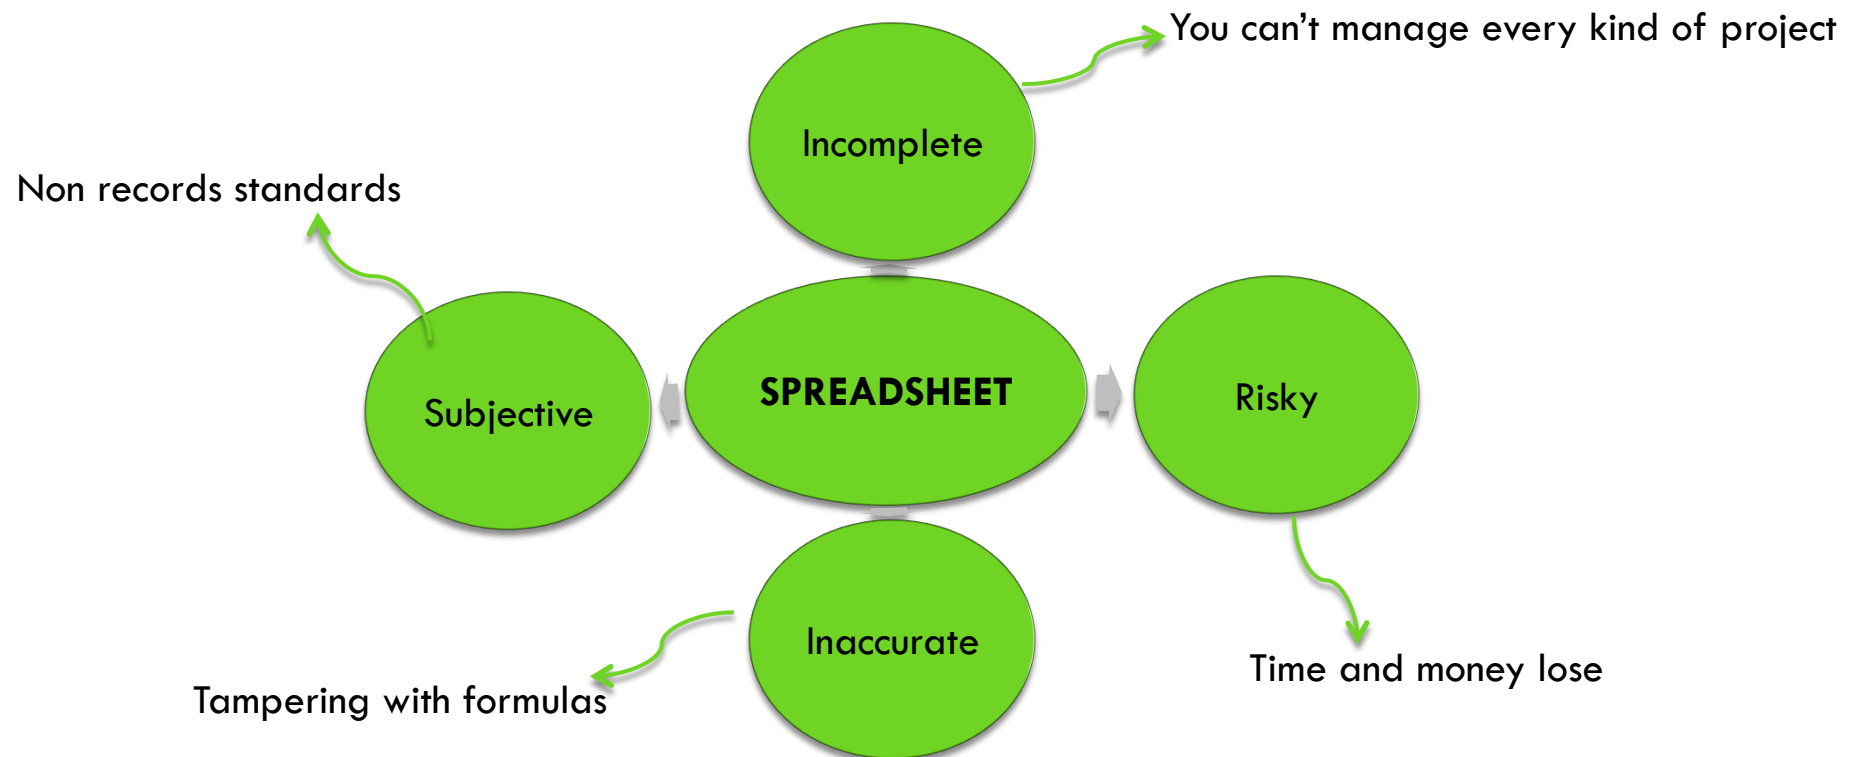 You can’t manage every kind of project
Incomplete
Non records standards
Subjective
SPREADSHEET
Risky
Inaccurate
Tampering with formulas
Time and money lose